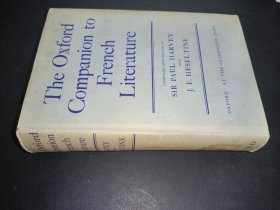 The Oxford
Companion to
French
Literature
COMPILED AND EDITED BY
SIR PAUL HARVEY
AND
J. E. HESELTINE
OXFORD · AT THE CLARENDON PRESS